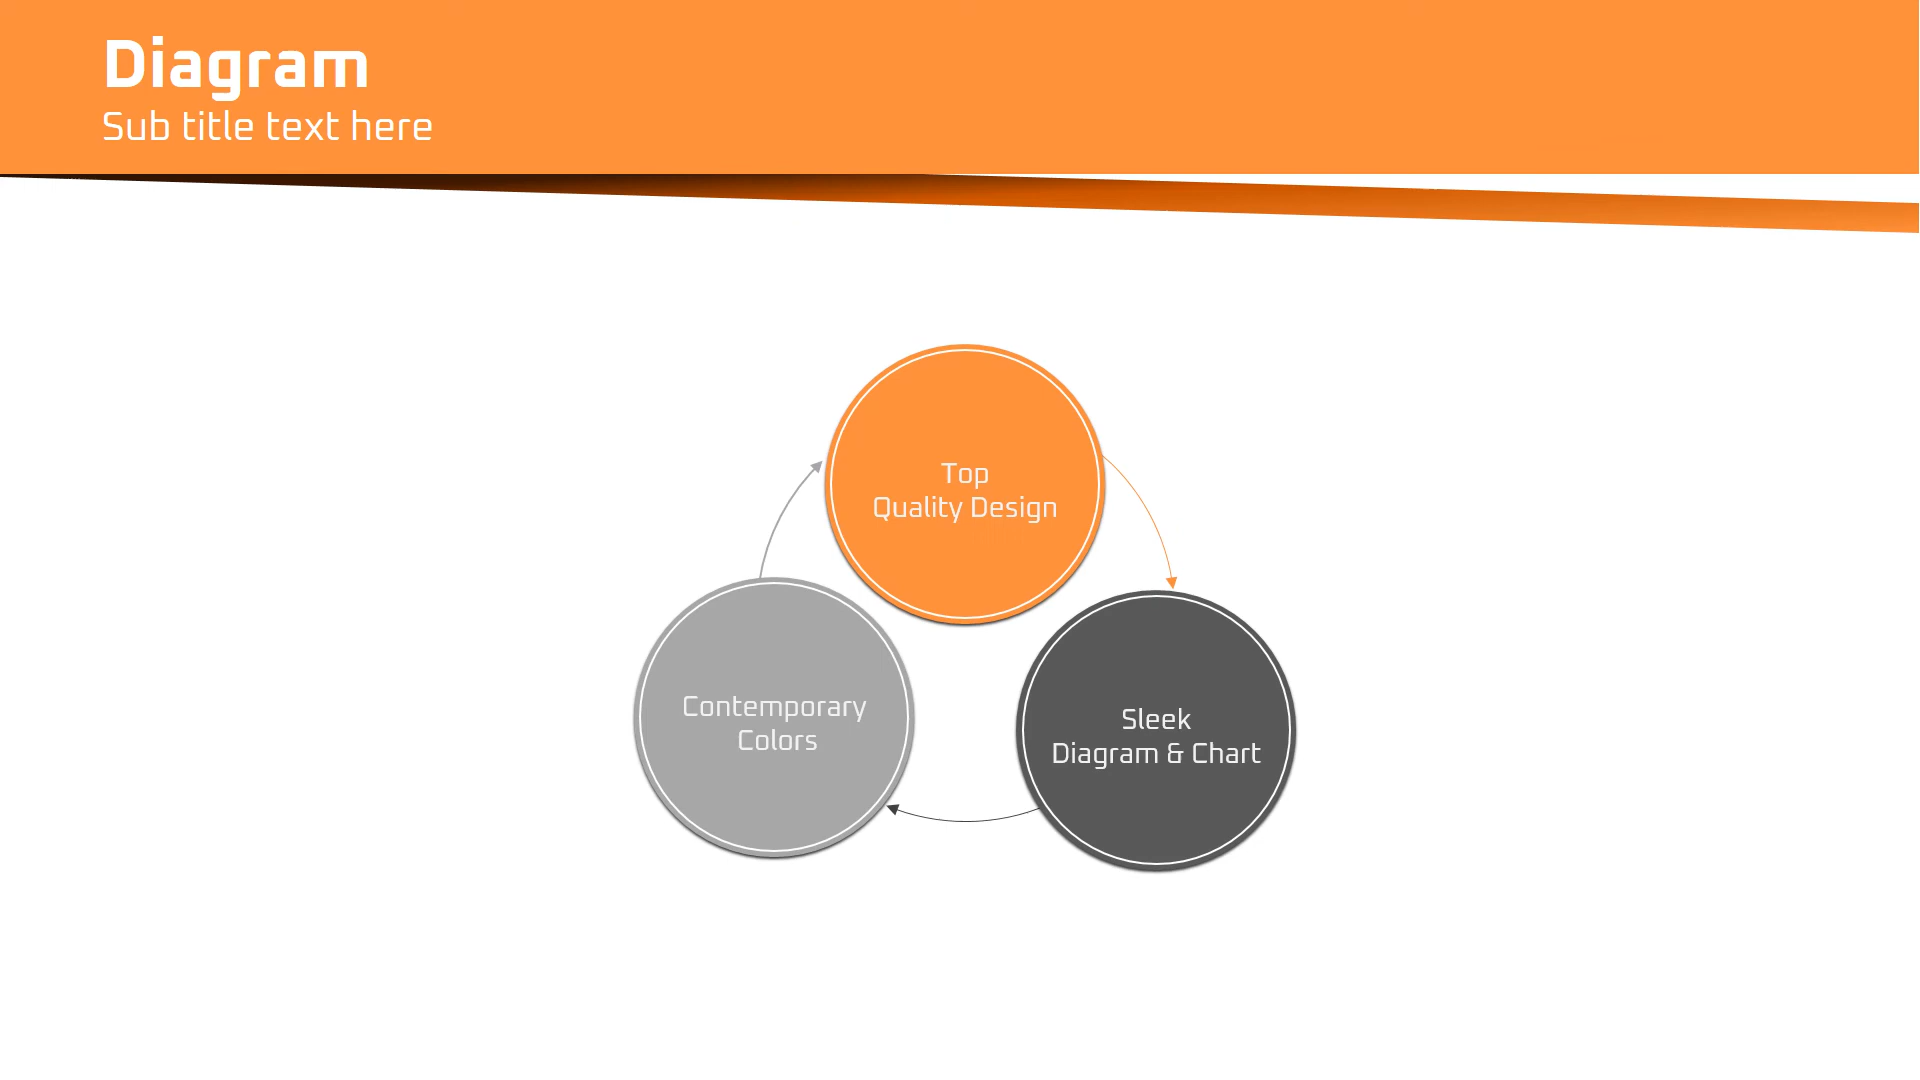 Diagram
Sub title text here
Top
Quality Design
Contemporary
Colors
Sleek
Diagram & Chart